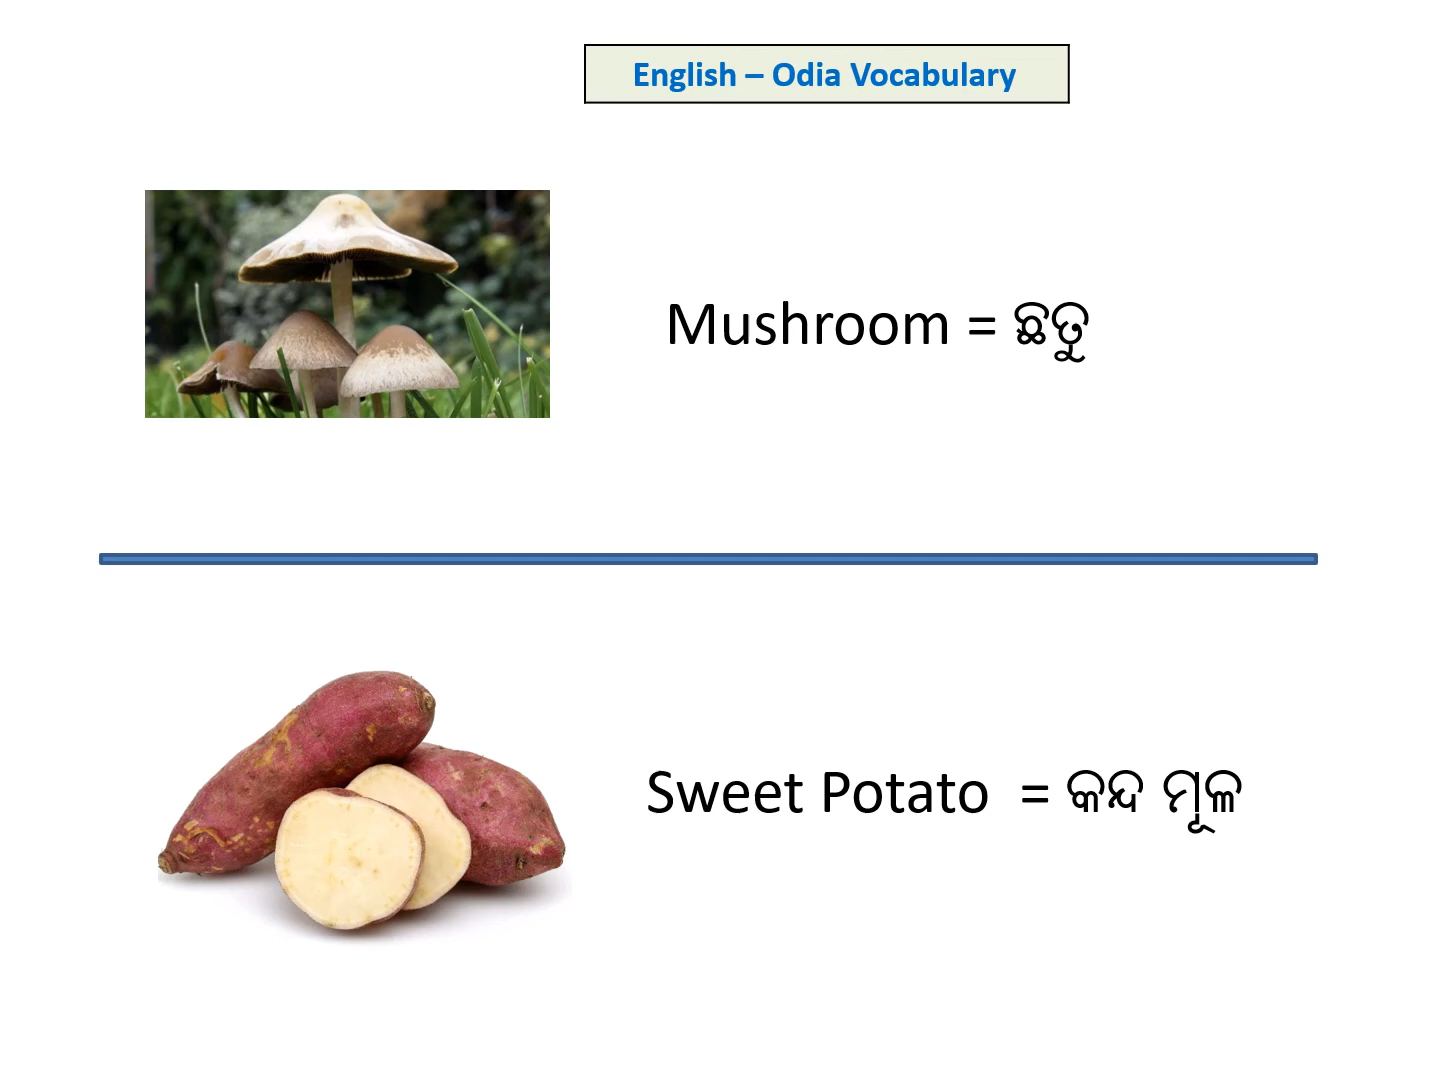 English – Odia Vocabulary
Mushroom = ଛତୁ
Sweet Potato = କନ୍ଦ ମୂଳ